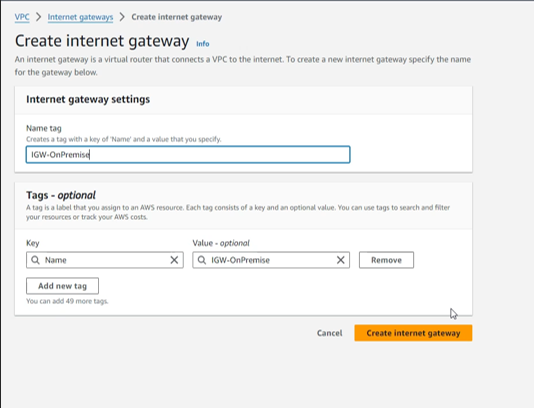 VPC > Internet gateways > Create internet gateway
Create internet gateway Info
An internet gateway is a virtual router that connects a VPC to the internet. To create a new internet gateway specify the name
for the gateway below.
Internet gateway settings
Name tag
Creates a tag with a key of 'Name' and a value that you specify.
IGW-OnPremise
Tags - optional
A tag is a label that you assign to an AWS resource. Each tag consists of a key and an optional value. You can use tags to search and filter
your resources or track your AWS costs.
Key Value - optional
Name IGW-OnPremise Remove
Add new tag
You can add 49 more tags.
Cancel Create internet gateway